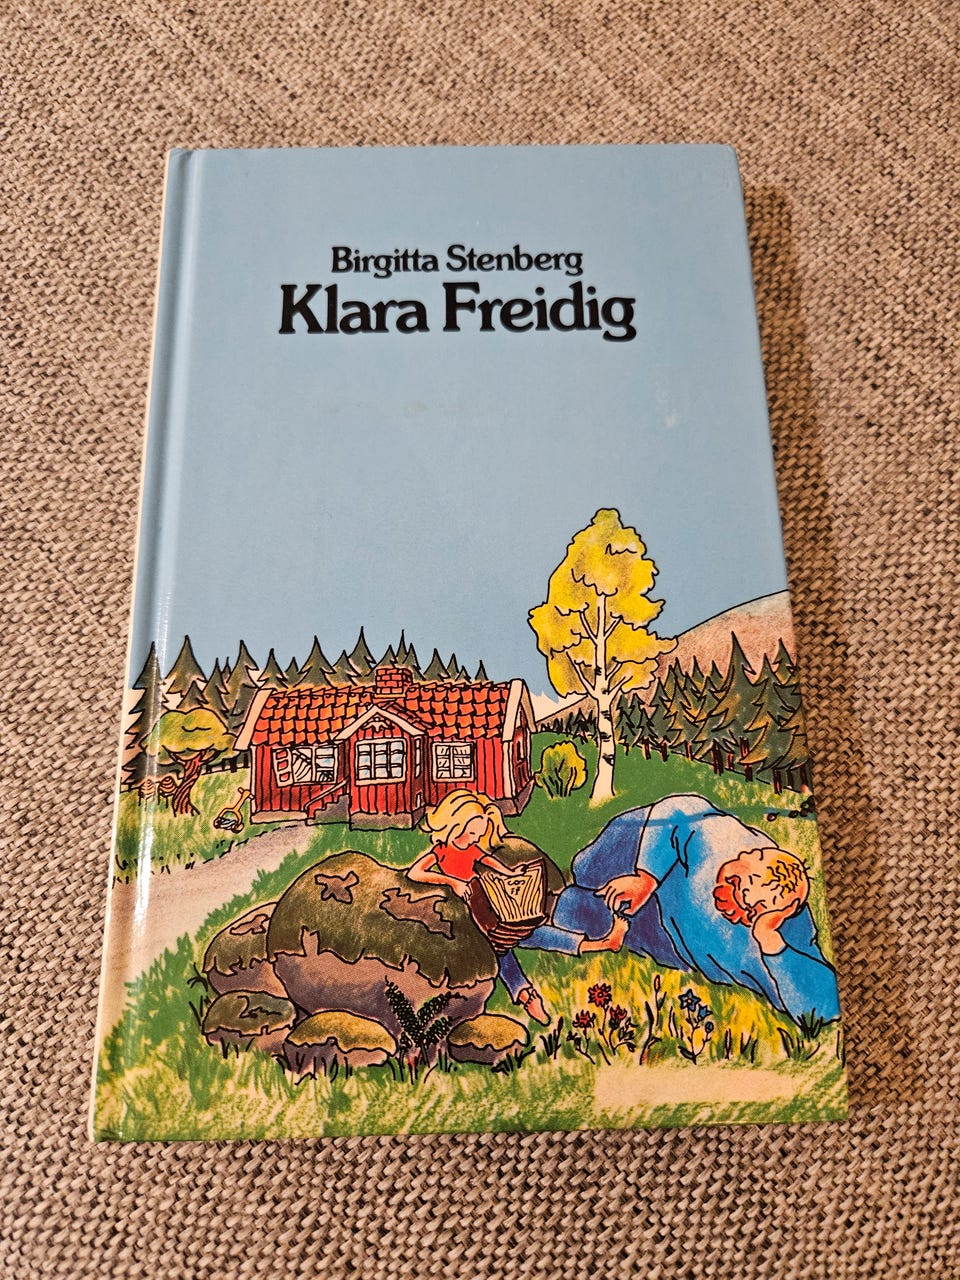 Birgitta Stenberg
Klara Freidig